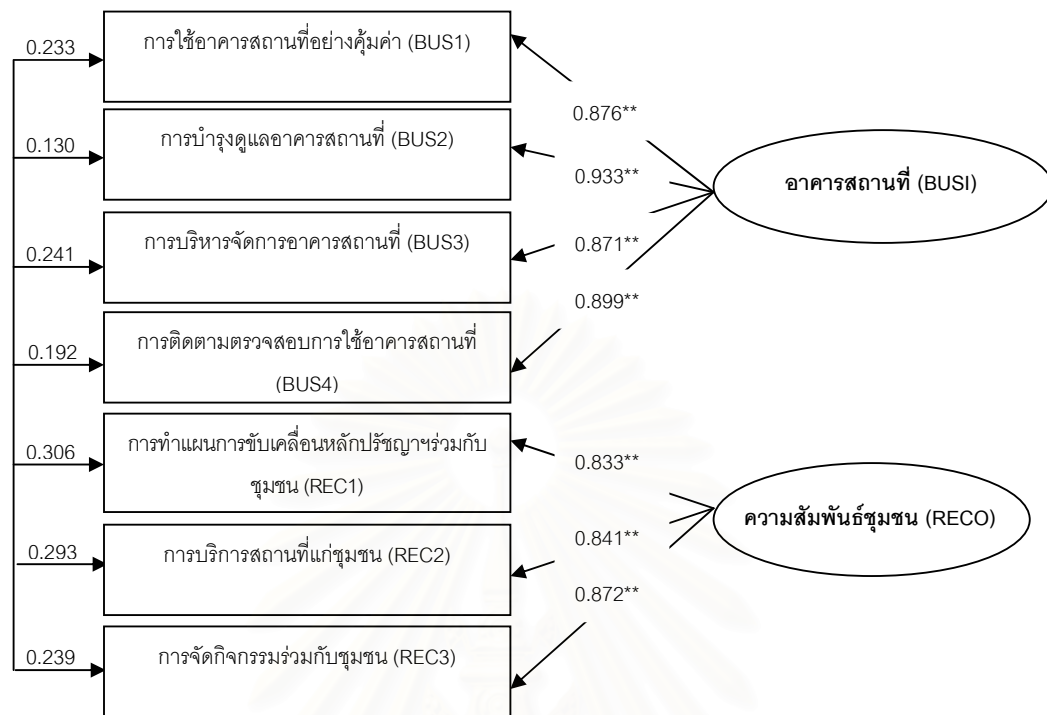 0.233
การใช้อาคารสถานที่อย่างคุ้มค่า (BUS1)
0.876**
0.130
การบำรุงดูแลอาคารสถานที่ (BUS2)
0.933**
อาคารสถานที่ (BUSI)
0.241
การบริหารจัดการอาคารสถานที่ (BUS3)
0.871**
0.899**
0.192
การติดตามตรวจสอบการใช้อาคารสถานที่
(BUS4)
0.306
การทำแผนการขับเคลื่อนหลักปรัชญาฯร่วมกับ
ชุมชน (REC1)
0.833**
ความสัมพันธ์ชุมชน (RECO)
0.293
การบริการสถานที่แก่ชุมชน (REC2)
0.841**
0.872**
0.239
การจัดกิจกรรมร่วมกับชุมชน (REC3)